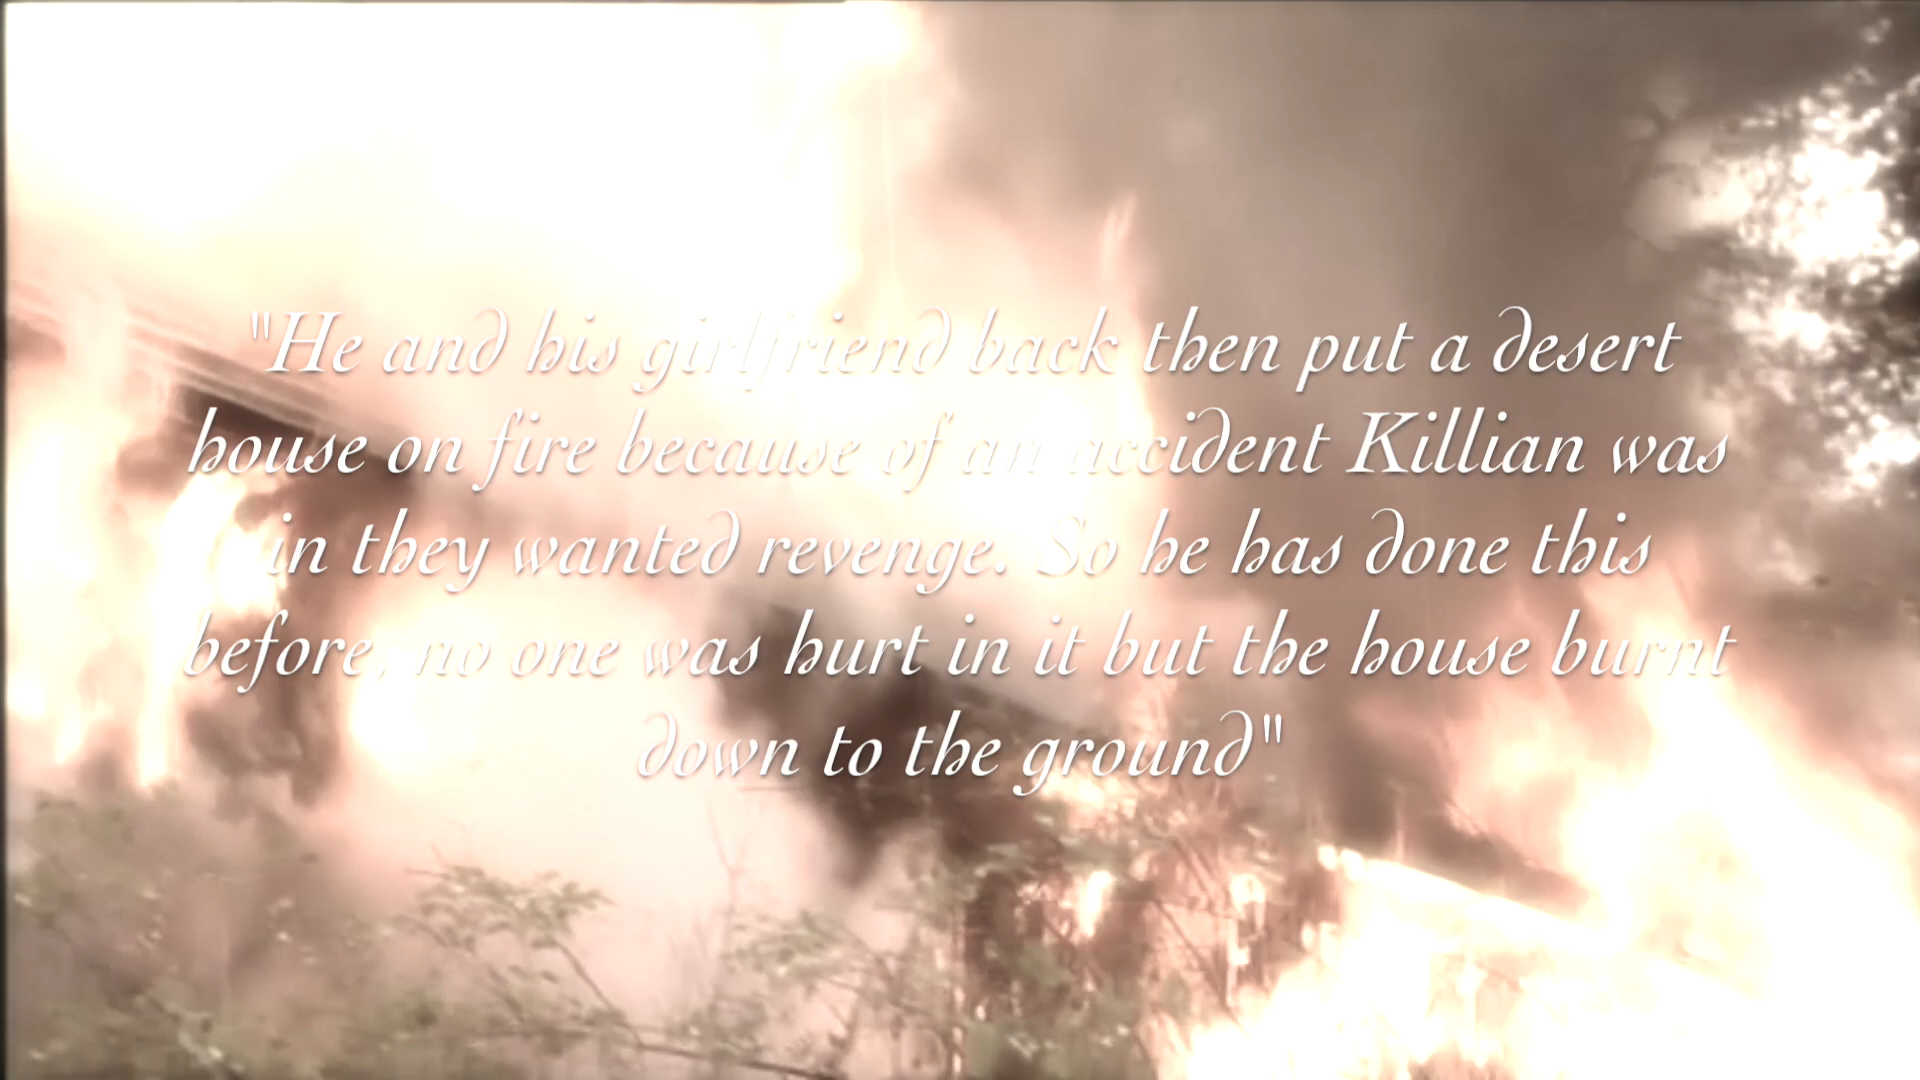 "He and his girlfriend back then put a desert
house on fire because of an accident Killian was
in they wanted revenge. So he has done this
before, no one was hurt in it but the house burnt
down to the ground"